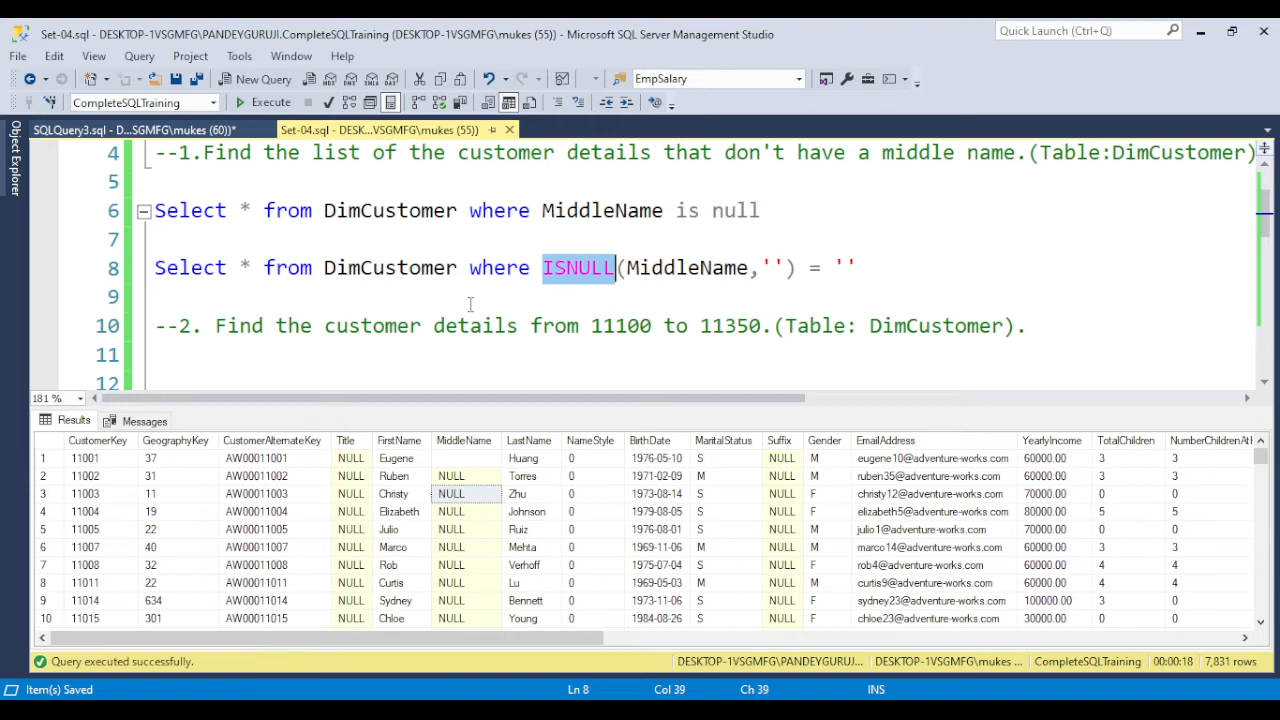 Set-04.sql - DESKTOP-1VSGMFG\PANDEYGURUJI.CompleteSQLTraining (DESKTOP-1VSGMFG\mukes (55)) - Microsoft SQL Server Management Studio
Quick Launch (Ctrl+Q)
File Edit View Query Project Tools Window Help
New Query
EmpSalary
CompleteSQLTraining
Execute
SQLQuery3.sql - D...SGMFG\mukes (60))*
Set-04.sql - DESK...VSGMFG\mukes (55))
Object Explorer
4 --1.Find the list of the customer details that don't have a middle name.(Table:DimCustomer)
5
6 Select * from DimCustomer where MiddleName is null
7
8 Select * from DimCustomer where ISNULL(MiddleName,'') = ''
9
10 --2. Find the customer details from 11100 to 11350.(Table: DimCustomer).
11
12
181 %
Results Messages
CustomerKey GeographyKey CustomerAlternateKey Title FirstName MiddleName LastName NameStyle BirthDate MaritalStatus Suffix Gender EmailAddress YearlyIncome TotalChildren NumberChildrenAt
1 11001 37 AW00011001 NULL Eugene Huang 0 1976-05-10 S NULL M eugene10@adventure-works.com 60000.00 3 3
2 11002 31 AW00011002 NULL Ruben NULL Torres 0 1971-02-09 M NULL M ruben35@adventure-works.com 60000.00 3 3
3 11003 11 AW00011003 NULL Christy NULL Zhu 0 1973-08-14 S NULL F christy12@adventure-works.com 70000.00 0 0
4 11004 19 AW00011004 NULL Elizabeth NULL Johnson 0 1979-08-05 S NULL F elizabeth5@adventure-works.com 80000.00 5 5
5 11005 22 AW00011005 NULL Julio NULL Ruiz 0 1976-08-01 S NULL M julio1@adventure-works.com 70000.00 0 0
6 11007 40 AW00011007 NULL Marco NULL Mehta 0 1969-11-06 M NULL M marco14@adventure-works.com 60000.00 3 3
7 11008 32 AW00011008 NULL Rob NULL Verhoff 0 1975-07-04 S NULL F rob4@adventure-works.com 60000.00 4 4
8 11011 22 AW00011011 NULL Curtis NULL Lu 0 1969-05-03 M NULL M curtis9@adventure-works.com 60000.00 4 4
9 11014 634 AW00011014 NULL Sydney NULL Bennett 0 1973-11-06 S NULL F sydney23@adventure-works.com 100000.00 3 0
10 11015 301 AW00011015 NULL Chloe NULL Young 0 1984-08-26 S NULL F chloe23@adventure-works.com 30000.00 0 0
Query executed successfully.
DESKTOP-1VSGMFG\PANDEYGURUJ... DESKTOP-1VSGMFG\mukes ... CompleteSQLTraining 00:00:18 7,831 rows
Item(s) Saved Ln 8 Col 39 Ch 39 INS